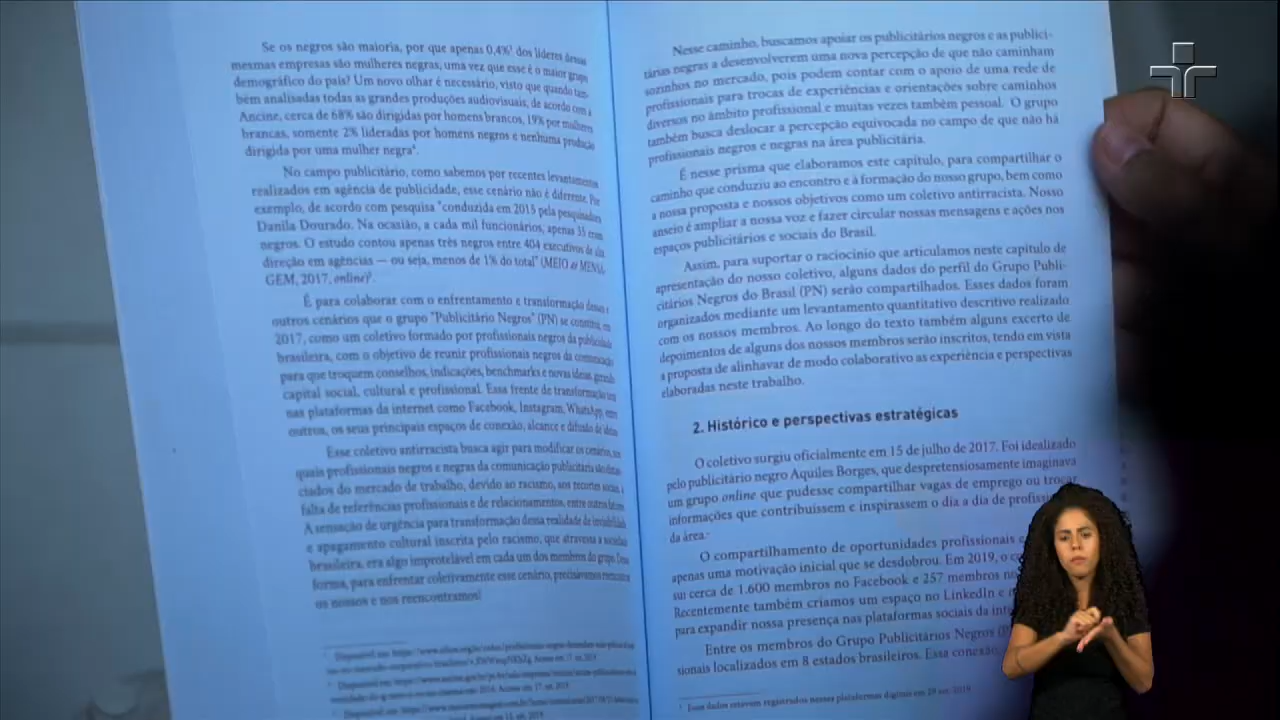 Se os negros são maioria, por que apenas 0,4% dos líderes dessas
mesmas empresas são mulheres negras, uma vez que esse é o maior grupo
demográfico do país? Um novo olhar é necessário, visto que quando tam-
bém analisadas todas as grandes produções audiovisuais, de acordo com a
Ancine, cerca de 68% são dirigidas por homens brancos, 19% por mulheres
brancas, somente 2% lideradas por homens negros e nenhuma produção
dirigida por uma mulher negra⁴.
No campo publicitário, como sabemos por recentes levantamentos
realizados em agência de publicidade, esse cenário não é diferente. Por
exemplo, de acordo com pesquisa "conduzida em 2015 pela pesquisadora
Danila Dourado. Na ocasião, a cada mil funcionários, apenas 35 eram
negros. O estudo contou apenas três negros entre 404 executivos de alta
direção em agências — ou seja, menos de 1% do total" (MEIO & MENSA-
GEM, 2017, online)⁵.
É para colaborar com o enfrentamento e transformação desses e
outros cenários que o grupo "Publicitário Negros" (PN) se constitui, em
2017, como um coletivo formado por profissionais negros da publicidade
brasileira, com o objetivo de reunir profissionais negros da comunicação
para que troquem conselhos, indicações, benchmarks e novas ideias, gerando
capital social, cultural e profissional. Essa frente de transformação tem
nas plataformas da internet como Facebook, Instagram, WhatsApp, entre
outros, os seus principais espaços de conexão, alcance e difusão de ideias
Esse coletivo antirracista busca agir para modificar os cenários, nos
quais profissionais negros e negras da comunicação publicitária são distan-
ciados do mercado de trabalho, devido ao racismo, aos recortes sociais, à
falta de referências profissionais e de relacionamentos, entre outros fatores.
A sensação de urgência para transformação dessa realidade de invisibilidade
e apagamento cultural inscrita pelo racismo, que atravessa a sociedade
brasileira, era algo improtelável em cada um dos membros do grupo. Dessa
forma, para enfrentar coletivamente esse cenário, precisávamos encontrar
os nossos e nos reencontramos!
Nesse caminho, buscamos apoiar os publicitários negros e as publici-
tárias negras a desenvolverem uma nova percepção de que não caminham
sozinhos no mercado, pois podem contar com o apoio de uma rede de
profissionais para trocas de experiências e orientações sobre caminhos
diversos no âmbito profissional e muitas vezes também pessoal. O grupo
também busca deslocar a percepção equivocada no campo de que não há
profissionais negros e negras na área publicitária.
É nesse prisma que elaboramos este capítulo, para compartilhar o
caminho que conduziu ao encontro e à formação do nosso grupo, bem como
a nossa proposta e nossos objetivos como um coletivo antirracista. Nosso
anseio é ampliar a nossa voz e fazer circular nossas mensagens e ações nos
espaços publicitários e sociais do Brasil.
Assim, para suportar o raciocínio que articulamos neste capítulo de
apresentação do nosso coletivo, alguns dados do perfil do Grupo Publi-
citários Negros do Brasil (PN) serão compartilhados. Esses dados foram
organizados mediante um levantamento quantitativo descritivo realizado
com os nossos membros. Ao longo do texto também alguns excerto de
depoimentos de alguns dos nossos membros serão inscritos, tendo em vista
a proposta de alinhavar de modo colaborativo as experiência e perspectivas
elaboradas neste trabalho.
2. Histórico e perspectivas estratégicas
O coletivo surgiu oficialmente em 15 de julho de 2017. Foi idealizado
pelo publicitário negro Aquiles Borges, que despretensiosamente imaginava
um grupo online que pudesse compartilhar vagas de emprego ou trocar
informações que contribuissem e inspirassem o dia a dia de
da área.
O compartilhamento de oportunidades profissionais
apenas uma motivação inicial que se desdobrou. Em 2019, o
sui cerca de 1.600 membros no Facebook e 257 membros
Recentemente também criamos um espaço no LinkedIn e
para expandir nossa presença nas plataformas sociais da
Entre os membros do Grupo Publicitários Negros
sionais localizados em 8 estados brasileiros. Essa conexão,
Esses dados estavam registrados nessas plataformas digitais em 29 set. 2019